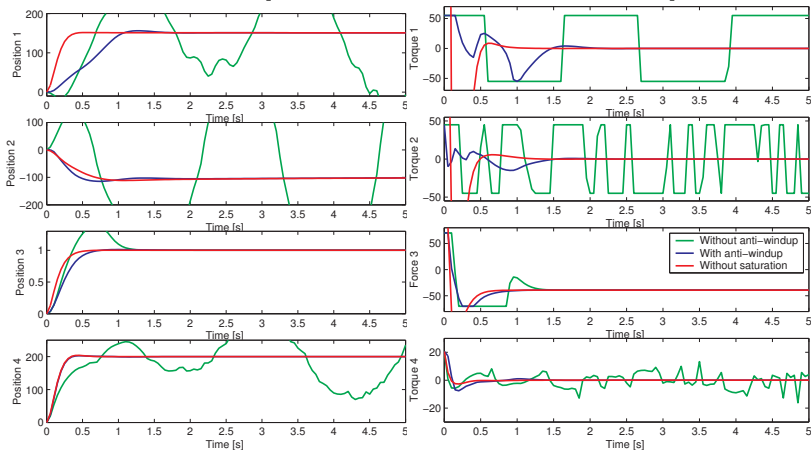 200
150
100
50
0
Position 1
0 0.5 1 1.5 2 2.5 3 3.5 4 4.5 5
Time [s]
100
0
−100
−200
Position 2
0 0.5 1 1.5 2 2.5 3 3.5 4 4.5 5
Time [s]
1
0.5
0
Position 3
0 0.5 1 1.5 2 2.5 3 3.5 4 4.5 5
Time [s]
200
100
0
Position 4
0 0.5 1 1.5 2 2.5 3 3.5 4 4.5 5
Time [s]
50
0
−50
Torque 1
0 0.5 1 1.5 2 2.5 3 3.5 4 4.5 5
Time [s]
50
0
−50
Torque 2
0 0.5 1 1.5 2 2.5 3 3.5 4 4.5 5
Time [s]
50
0
−50
Force 3
Without anti−windup
With anti−windup
Without saturation
0 0.5 1 1.5 2 2.5 3 3.5 4 4.5 5
Time [s]
20
0
−20
Torque 4
0 0.5 1 1.5 2 2.5 3 3.5 4 4.5 5
Time [s]